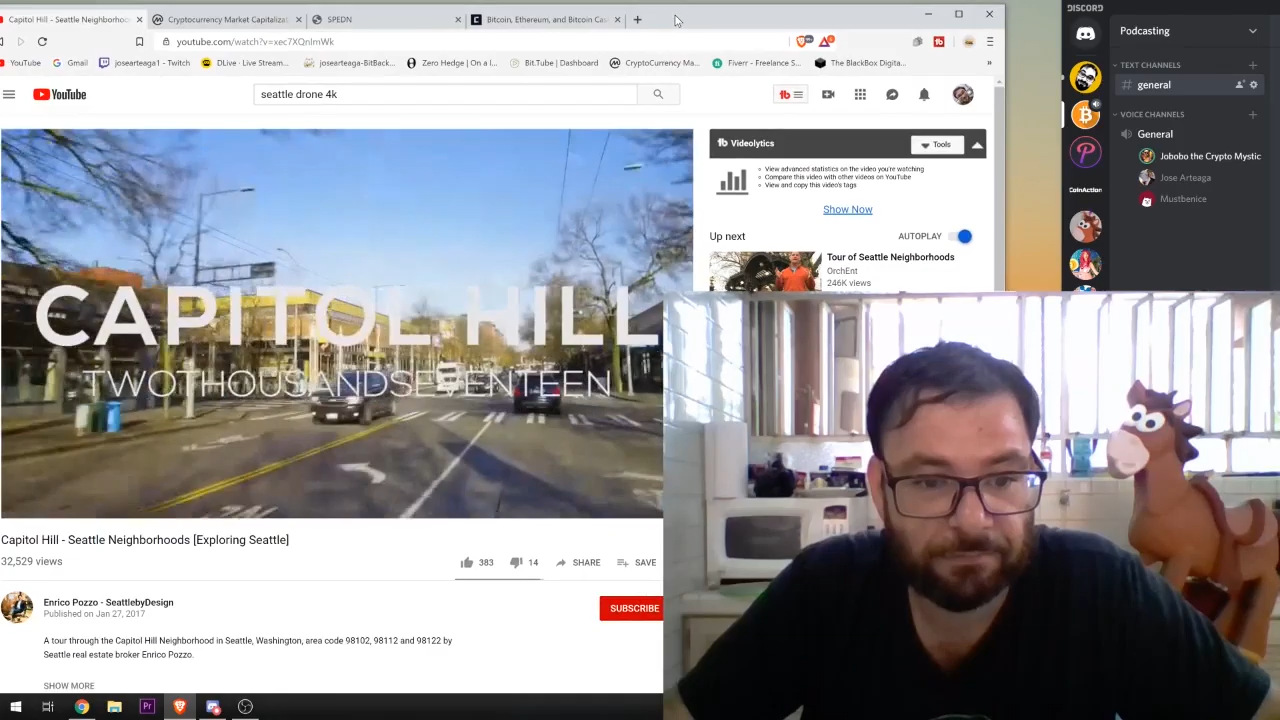 Capitol Hill - Seattle Neighborhoo
Cryptocurrency Market Capitalizat
SPEDN
Bitcoin, Ethereum, and Bitcoin Cas
youtube.com/watch?v=xec7XQnlmWk
YouTube
Gmail
josearteaga1 - Twitch
DLive · Live Stream...
josearteaga-BitBack...
Zero Hedge | On a l...
Bit.Tube | Dashboard
CryptoCurrency Ma...
Fiverr - Freelance S...
The BlackBox Digita...
YouTube
seattle drone 4k
tb
CAPITOL HILL
TWOTHOUSANDSEVENTEEN
Capitol Hill - Seattle Neighborhoods [Exploring Seattle]
32,529 views
383
14
SHARE
SAVE
Enrico Pozzo - SeattlebyDesign
Published on Jan 27, 2017
SUBSCRIBE
A tour through the Capitol Hill Neighborhood in Seattle, Washington, area code 98102, 98112 and 98122 by
Seattle real estate broker Enrico Pozzo.
SHOW MORE
tb Videolytics
Tools
View advanced statistics on the video you're watching
Compare this video with other videos on YouTube
View and copy this video's tags
Show Now
Up next
AUTOPLAY
Tour of Seattle Neighborhoods
OrchEnt
246K views
DISCORD
CoinAction
Podcasting
TEXT CHANNELS
# general
VOICE CHANNELS
General
Jobobo the Crypto Mystic
Jose Arteaga
Mustbenice
Pr